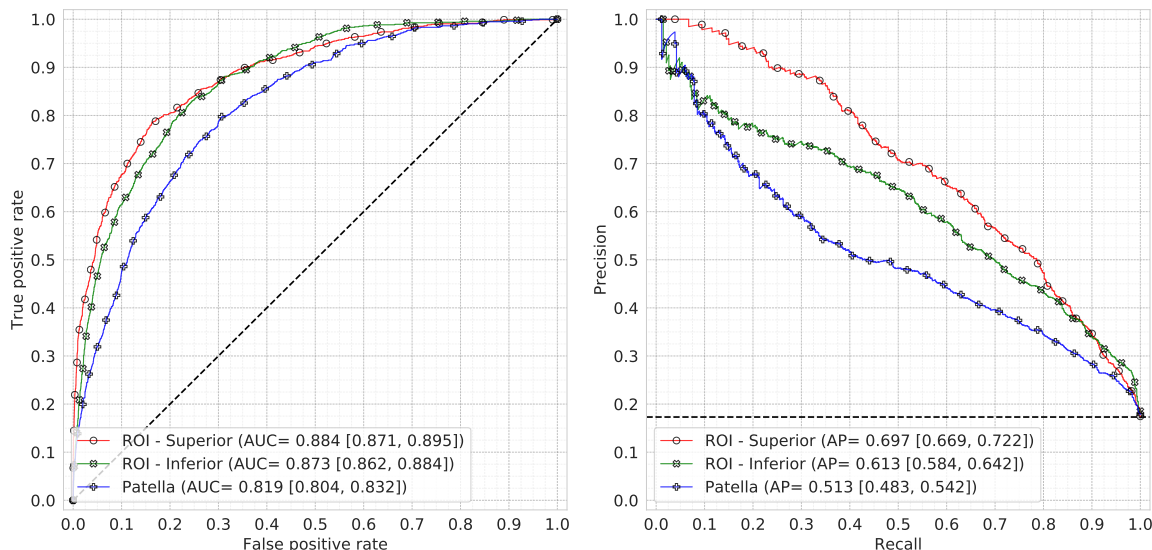 True positive rate
1.0
0.9
0.8
0.7
0.6
0.5
0.4
0.3
0.2
0.1
0.0
ROI - Superior (AUC= 0.884 [0.871, 0.895])
ROI - Inferior (AUC= 0.873 [0.862, 0.884])
Patella (AUC= 0.819 [0.804, 0.832])
0.0 0.1 0.2 0.3 0.4 0.5 0.6 0.7 0.8 0.9 1.0
False positive rate
Precision
1.0
0.9
0.8
0.7
0.6
0.5
0.4
0.3
0.2
0.1
0.0
ROI - Superior (AP= 0.697 [0.669, 0.722])
ROI - Inferior (AP= 0.613 [0.584, 0.642])
Patella (AP= 0.513 [0.483, 0.542])
0.0 0.1 0.2 0.3 0.4 0.5 0.6 0.7 0.8 0.9 1.0
Recall